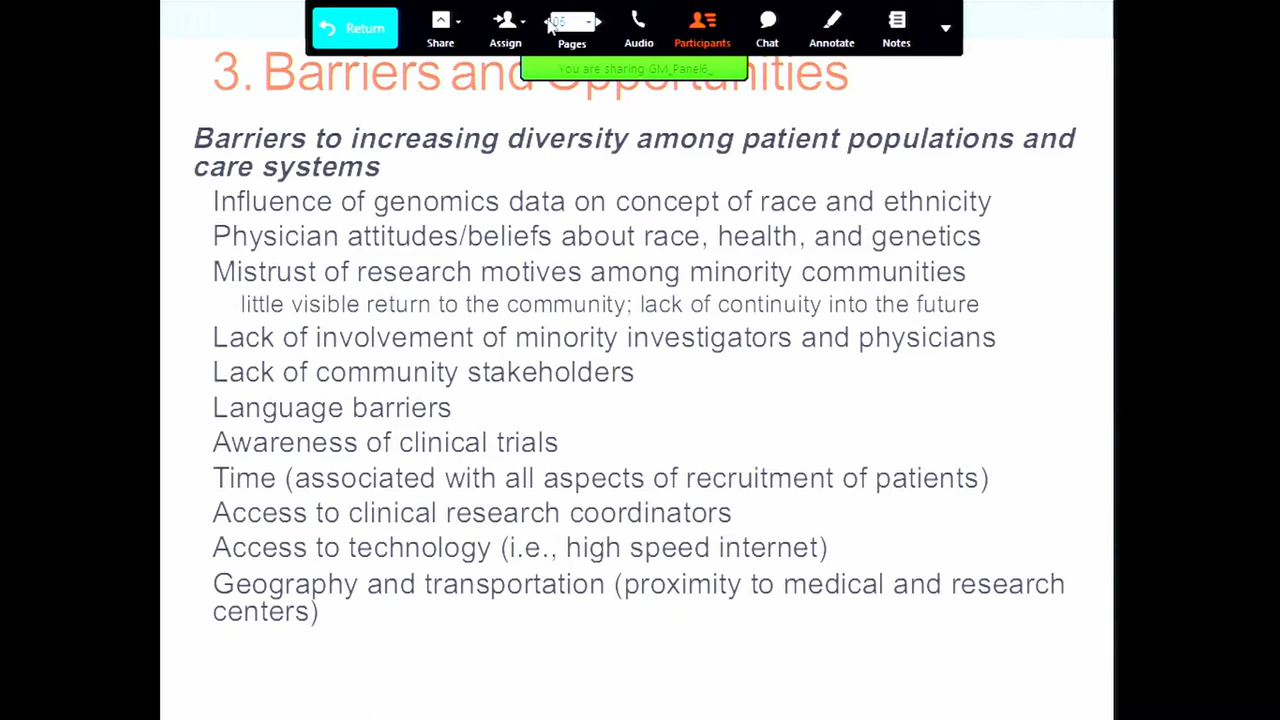 Return
Share
Assign
05
Pages
Audio
Participants
Chat
Annotate
Notes
You are sharing GM_Panel6_
3. Barriers and Opportunities
Barriers to increasing diversity among patient populations and
care systems
Influence of genomics data on concept of race and ethnicity
Physician attitudes/beliefs about race, health, and genetics
Mistrust of research motives among minority communities
little visible return to the community; lack of continuity into the future
Lack of involvement of minority investigators and physicians
Lack of community stakeholders
Language barriers
Awareness of clinical trials
Time (associated with all aspects of recruitment of patients)
Access to clinical research coordinators
Access to technology (i.e., high speed internet)
Geography and transportation (proximity to medical and research
centers)